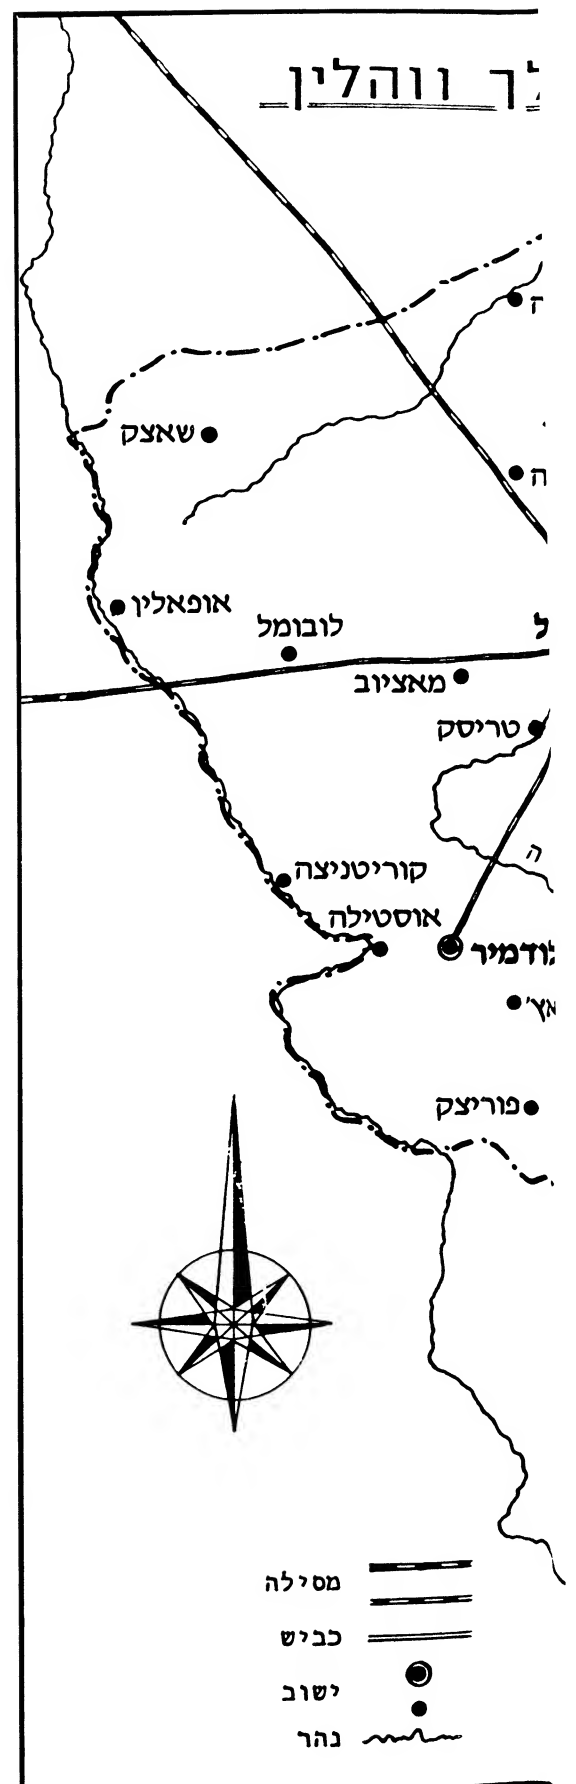 ווהלין
שאצק
אופאלין
לובומל
מאציוב
טריסק
קוריטניצה
אוסטילה
פוריצק
מסילה
כביש
ישוב
נהר